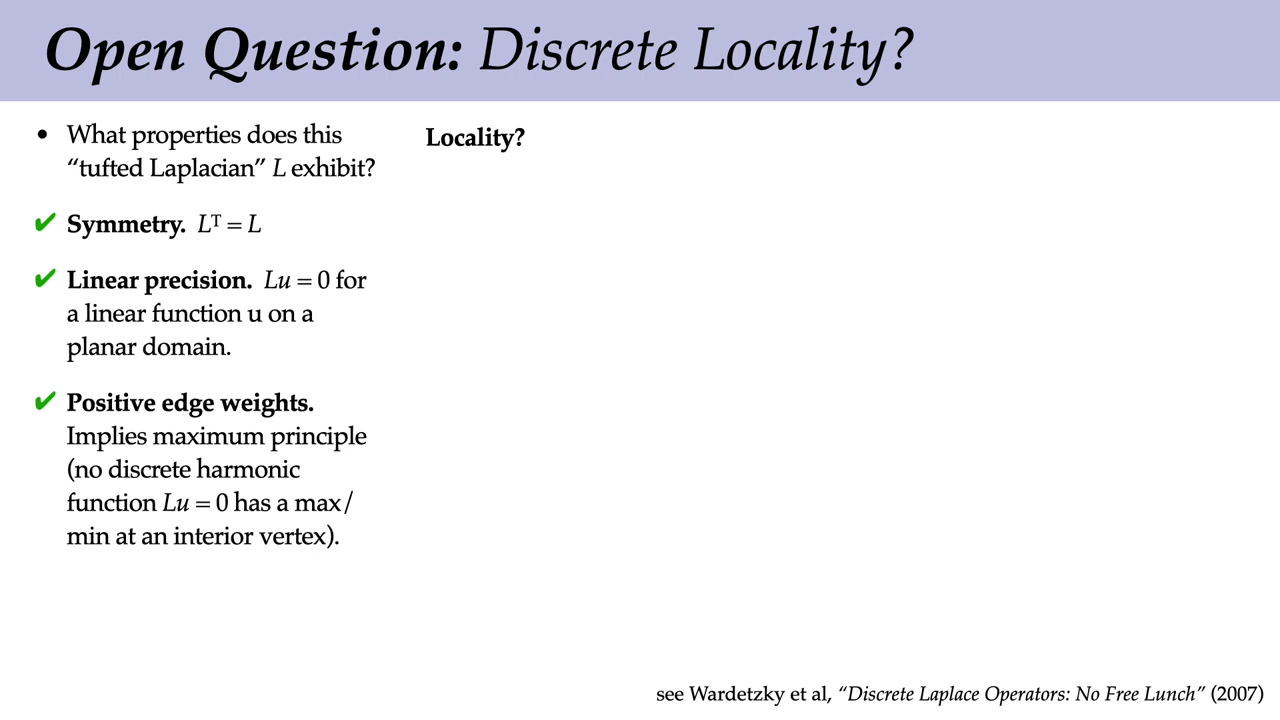 Open Question: Discrete Locality?
• What properties does this
“tufted Laplacian” L exhibit?
✔ Symmetry. Lᵀ = L
✔ Linear precision. Lu = 0 for
a linear function u on a
planar domain.
✔ Positive edge weights.
Implies maximum principle
(no discrete harmonic
function Lu = 0 has a max/
min at an interior vertex).
Locality?
see Wardetzky et al, “Discrete Laplace Operators: No Free Lunch” (2007)